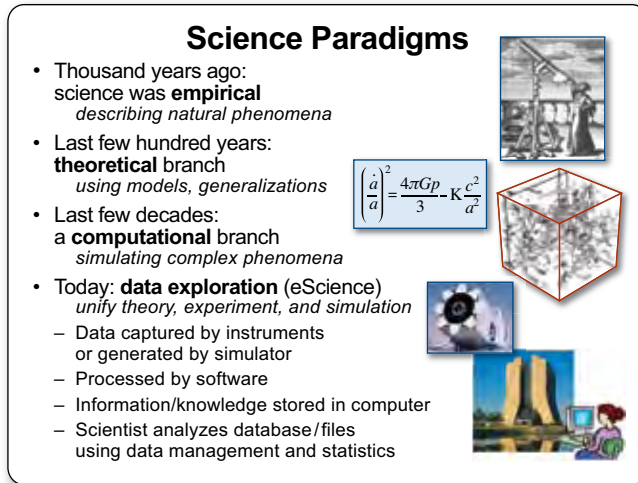 Science Paradigms
• Thousand years ago:
science was empirical
describing natural phenomena
• Last few hundred years:
theoretical branch
using models, generalizations
• Last few decades:
a computational branch
simulating complex phenomena
• Today: data exploration (eScience)
unify theory, experiment, and simulation
– Data captured by instruments
or generated by simulator
– Processed by software
– Information/knowledge stored in computer
– Scientist analyzes database/files
using data management and statistics
(ȧ/a)² = 4πGp/3 − K c²/a²